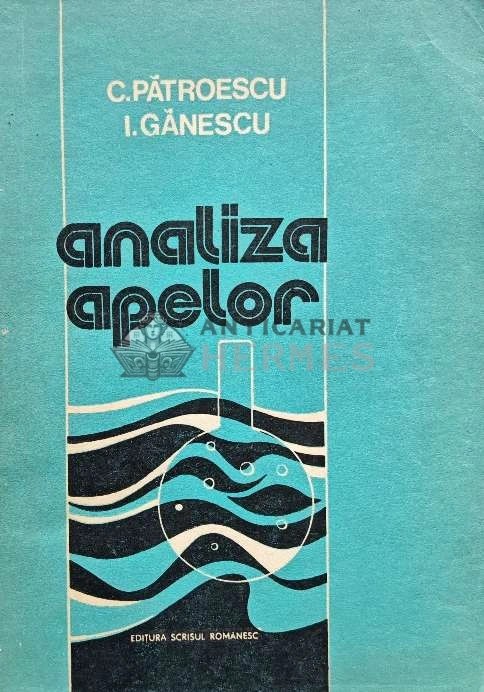 C.PĂTROESCU
I.GĂNESCU
analiza
apelor
ANTICARIAT
HERMES
EDITURA SCRISUL ROMÂNESC